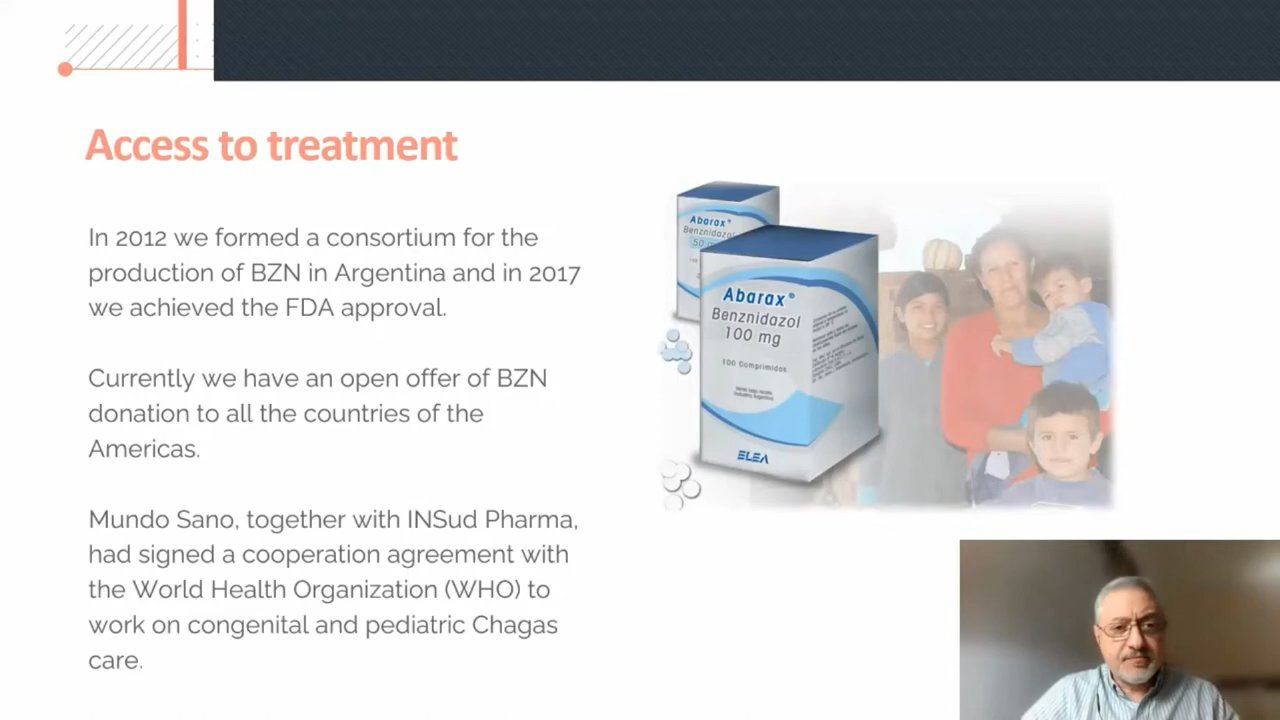 Access to treatment
In 2012 we formed a consortium for the
production of BZN in Argentina and in 2017
we achieved the FDA approval.
Currently we have an open offer of BZN
donation to all the countries of the
Americas.
Mundo Sano, together with INSud Pharma,
had signed a cooperation agreement with
the World Health Organization (WHO) to
work on congenital and pediatric Chagas
care.
Abarax®
Benznidazol
50
Abarax®
Benznidazol
100 mg
100 Comprimidos
ELEA